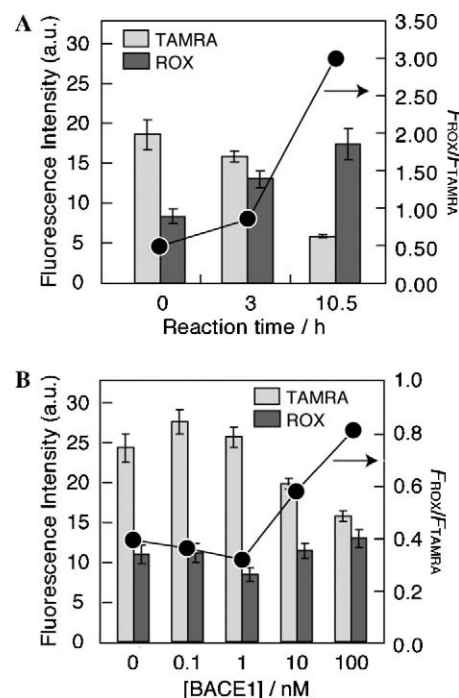 A
TAMRA
ROX
Fluorescence Intensity (a.u.)
30
25
20
15
10
5
0
3.50
3.00
2.50
2.00
1.50
1.00
0.50
0.00
FROX/FTAMRA
0 3 10.5
Reaction time / h
B
TAMRA
ROX
Fluorescence Intensity (a.u.)
30
25
20
15
10
5
0
1.0
0.8
0.6
0.4
0.2
0.0
FROX/FTAMRA
0 0.1 1 10 100
[BACE1] / nM